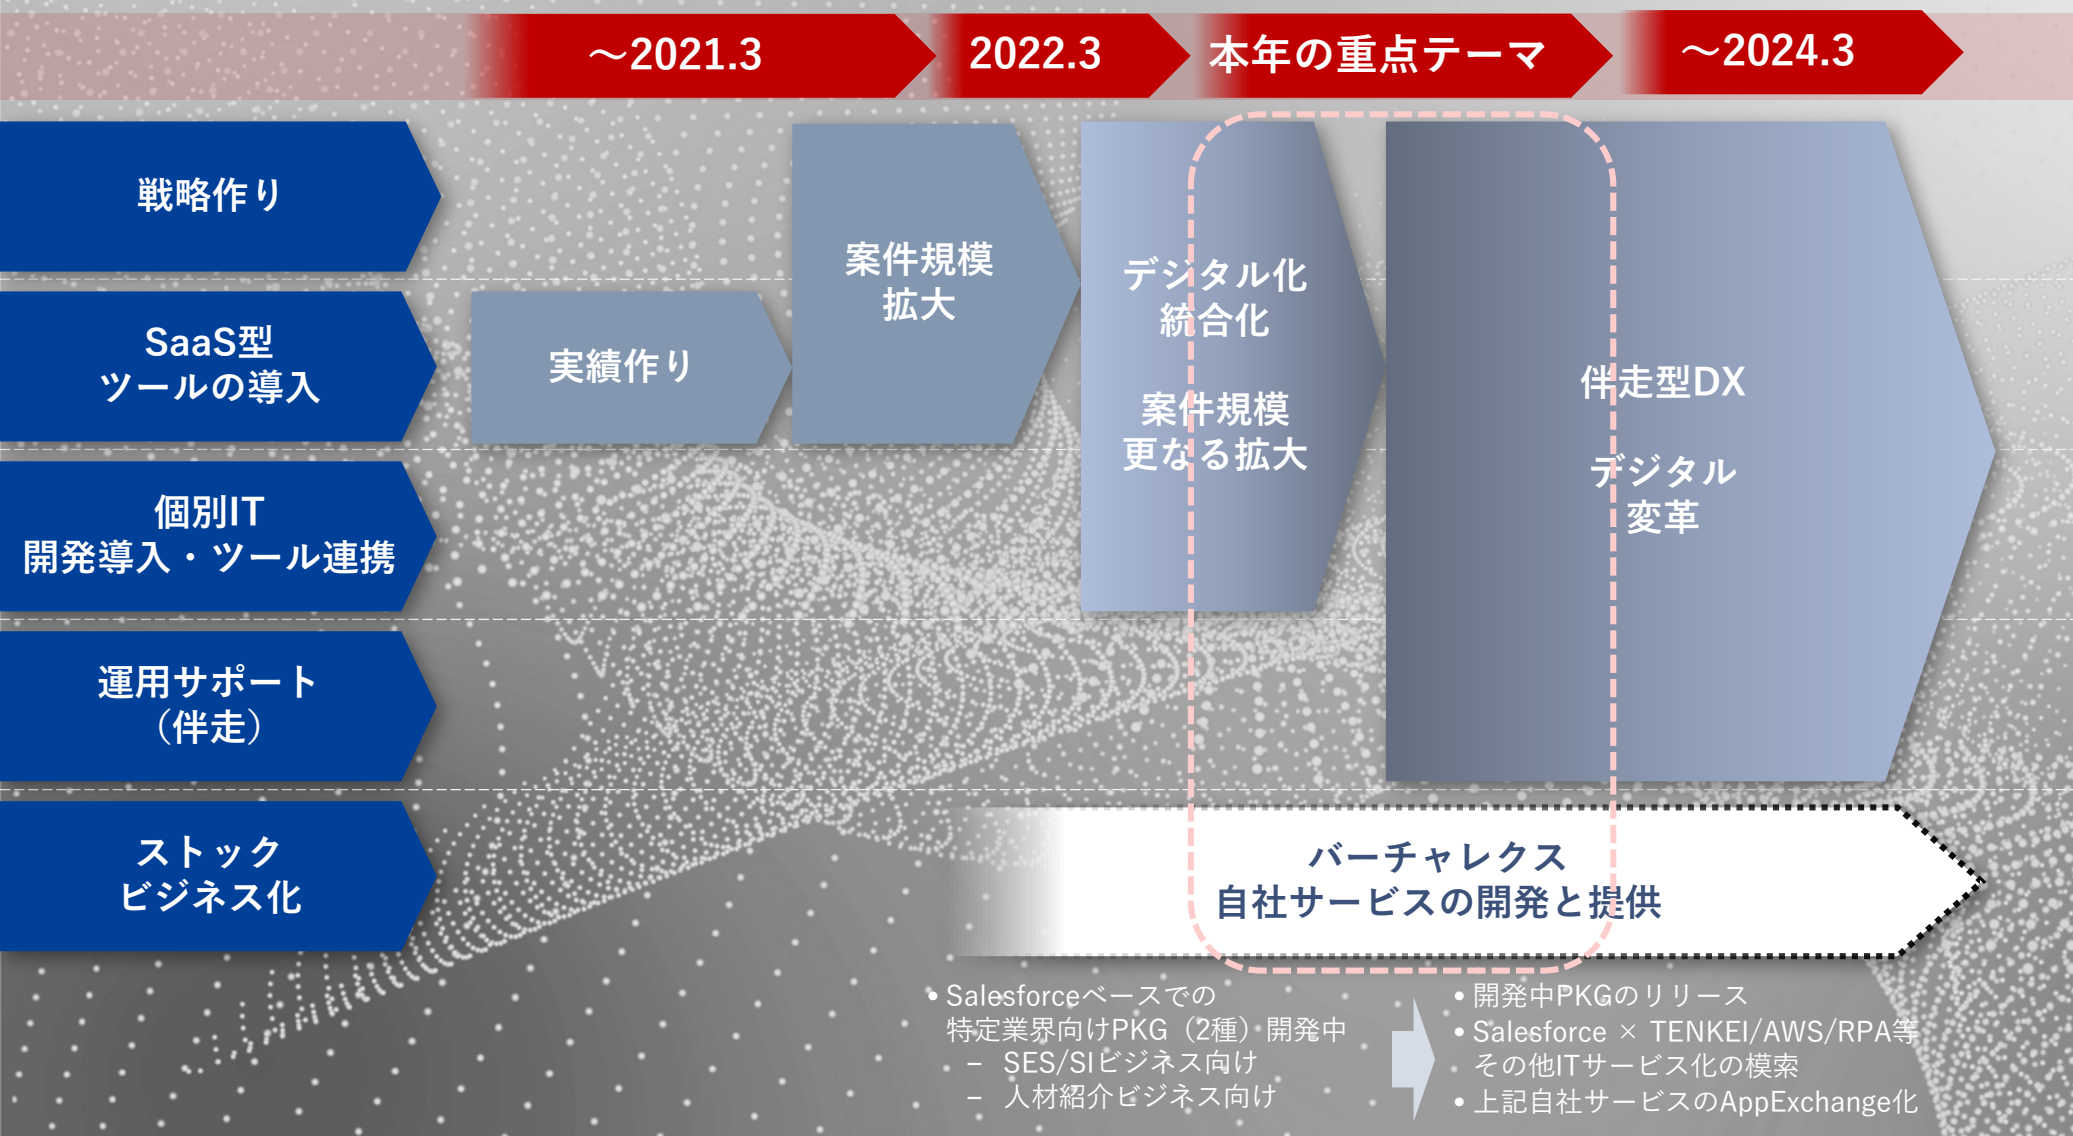 ～2021.3
2022.3
本年の重点テーマ
～2024.3
戦略作り
SaaS型
ツールの導入
個別IT
開発導入・ツール連携
運用サポート
（伴走）
ストック
ビジネス化
実績作り
案件規模
拡大
デジタル化
統合化
案件規模
更なる拡大
伴走型DX
デジタル
変革
バーチャレクス
自社サービスの開発と提供
• Salesforceベースでの
特定業界向けPKG（2種）開発中
– SES/SIビジネス向け
– 人材紹介ビジネス向け
• 開発中PKGのリリース
• Salesforce × TENKEI/AWS/RPA等
その他ITサービス化の模索
• 上記自社サービスのAppExchange化